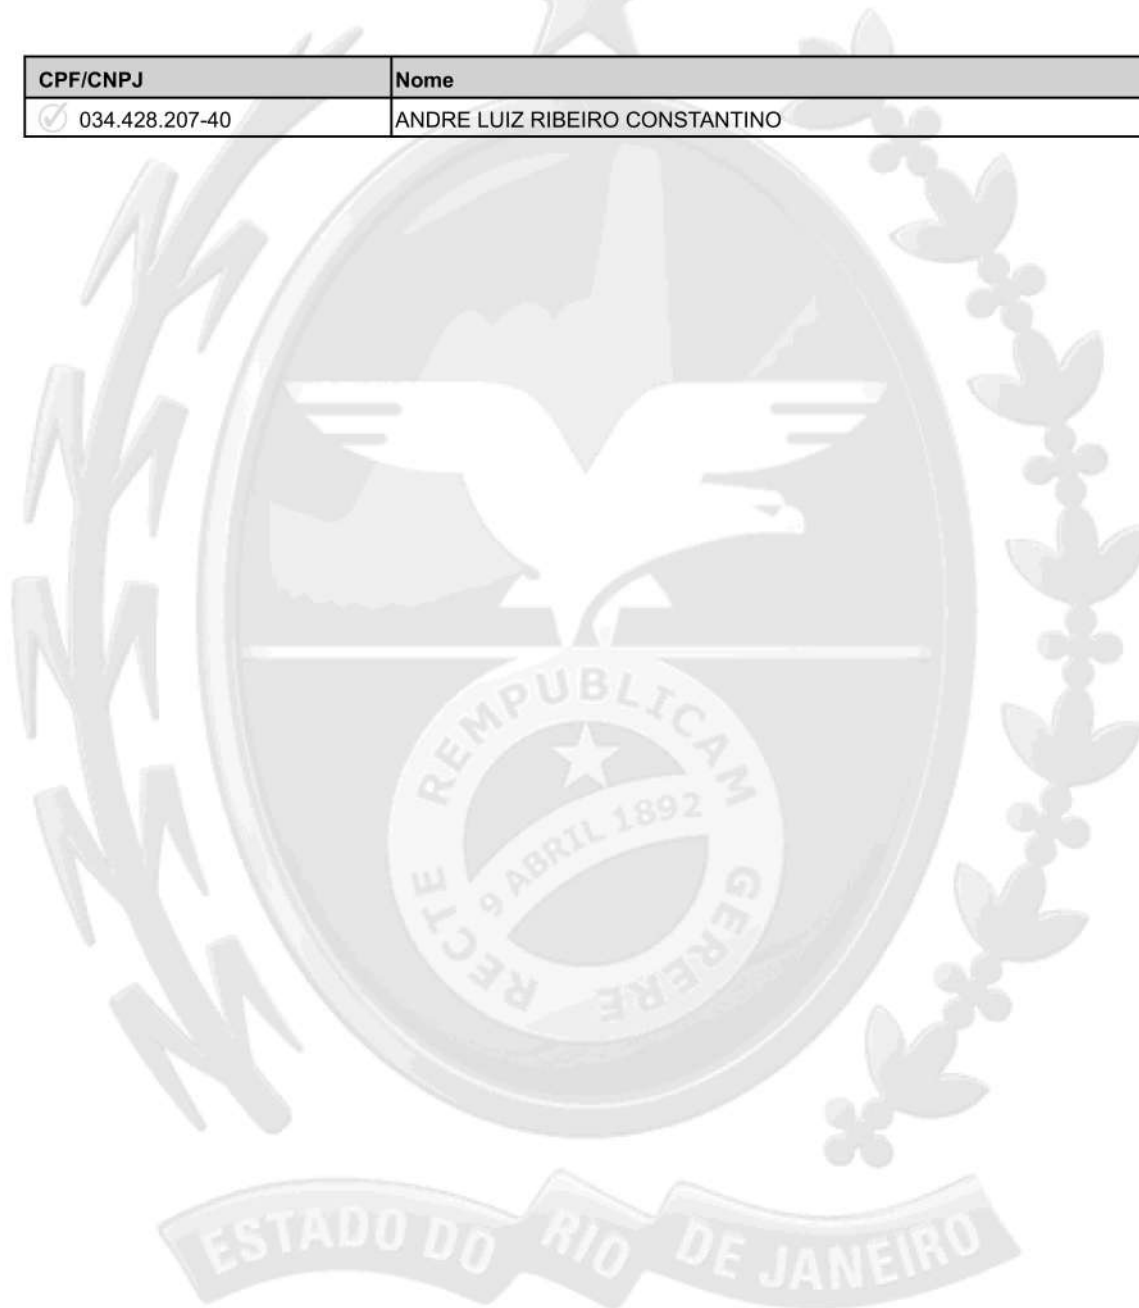 CPF/CNPJ Nome
034.428.207-40 ANDRE LUIZ RIBEIRO CONSTANTINO
RECTE REMPUBLICAM GERERE
9 ABRIL 1892
ESTADO DO RIO DE JANEIRO